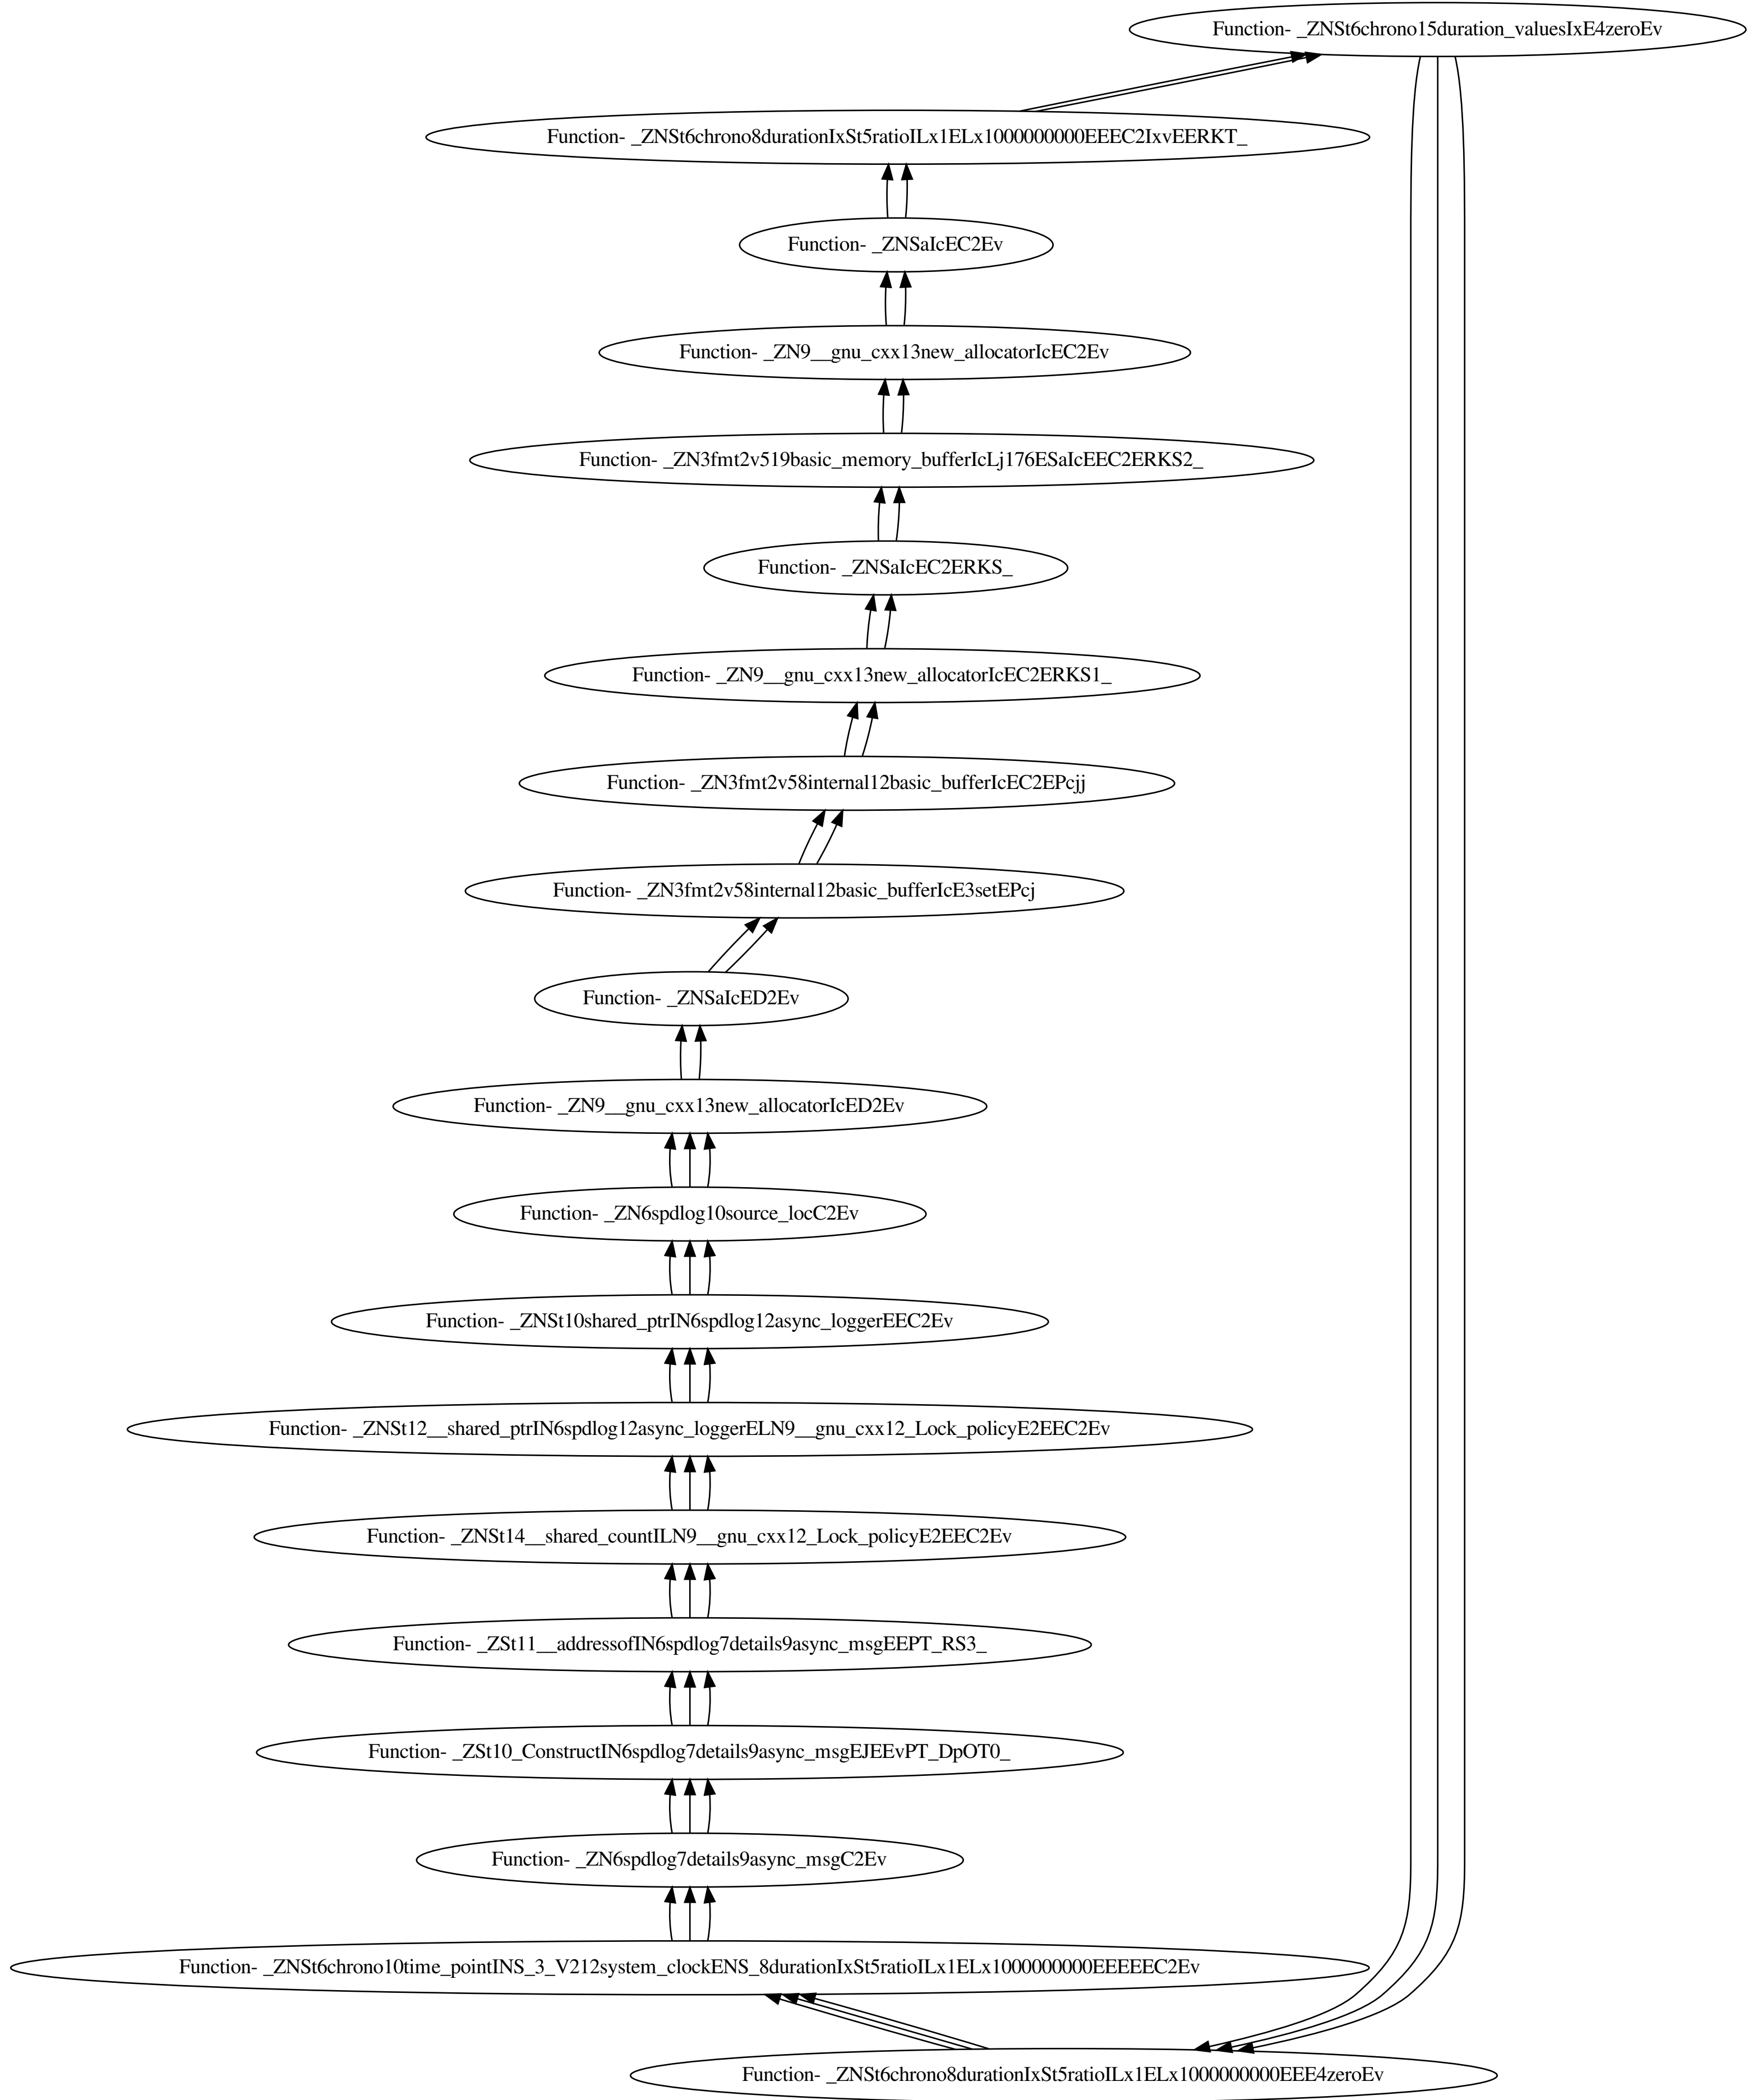 Function- _ZNSt6chrono15duration_valuesIxE4zeroEv
Function- _ZNSt6chrono8durationIxSt5ratioILx1ELx1000000000EEEC2IxvEERKT_
Function- _ZNSaIcEC2Ev
Function- _ZN9__gnu_cxx13new_allocatorIcEC2Ev
Function- _ZN3fmt2v519basic_memory_bufferIcLj176ESaIcEEC2ERKS2_
Function- _ZNSaIcEC2ERKS_
Function- _ZN9__gnu_cxx13new_allocatorIcEC2ERKS1_
Function- _ZN3fmt2v58internal12basic_bufferIcEC2EPcjj
Function- _ZN3fmt2v58internal12basic_bufferIcE3setEPcj
Function- _ZNSaIcED2Ev
Function- _ZN9__gnu_cxx13new_allocatorIcED2Ev
Function- _ZN6spdlog10source_locC2Ev
Function- _ZNSt10shared_ptrIN6spdlog12async_loggerEEC2Ev
Function- _ZNSt12__shared_ptrIN6spdlog12async_loggerELN9__gnu_cxx12_Lock_policyE2EEC2Ev
Function- _ZNSt14__shared_countILN9__gnu_cxx12_Lock_policyE2EEC2Ev
Function- _ZSt11__addressofIN6spdlog7details9async_msgEEPT_RS3_
Function- _ZSt10_ConstructIN6spdlog7details9async_msgEJEEvPT_DpOT0_
Function- _ZN6spdlog7details9async_msgC2Ev
Function- _ZNSt6chrono10time_pointINS_3_V212system_clockENS_8durationIxSt5ratioILx1ELx1000000000EEEEEC2Ev
Function- _ZNSt6chrono8durationIxSt5ratioILx1ELx1000000000EEE4zeroEv